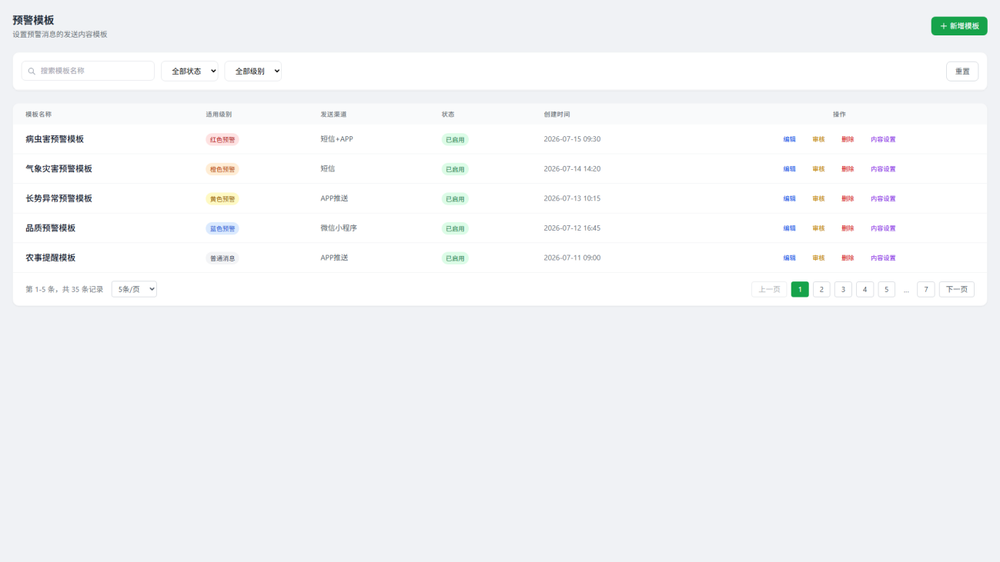 预警模板
设置预警消息的发送内容模板
新增模板
搜索模板名称 全部状态 全部级别 重置
模板名称 适用级别 发送渠道 状态 创建时间 操作
病虫害预警模板 红色预警 短信+APP 已启用 2026-07-15 09:30 编辑 审核 删除 内容设置
气象灾害预警模板 橙色预警 短信 已启用 2026-07-14 14:20 编辑 审核 删除 内容设置
长势异常预警模板 黄色预警 APP推送 已启用 2026-07-13 10:15 编辑 审核 删除 内容设置
品质预警模板 蓝色预警 微信小程序 已启用 2026-07-12 16:45 编辑 审核 删除 内容设置
农事提醒模板 普通消息 APP推送 已启用 2026-07-11 09:00 编辑 审核 删除 内容设置
第 1-5 条，共 35 条记录 5条/页 上一页 1 2 3 4 5 ... 7 下一页